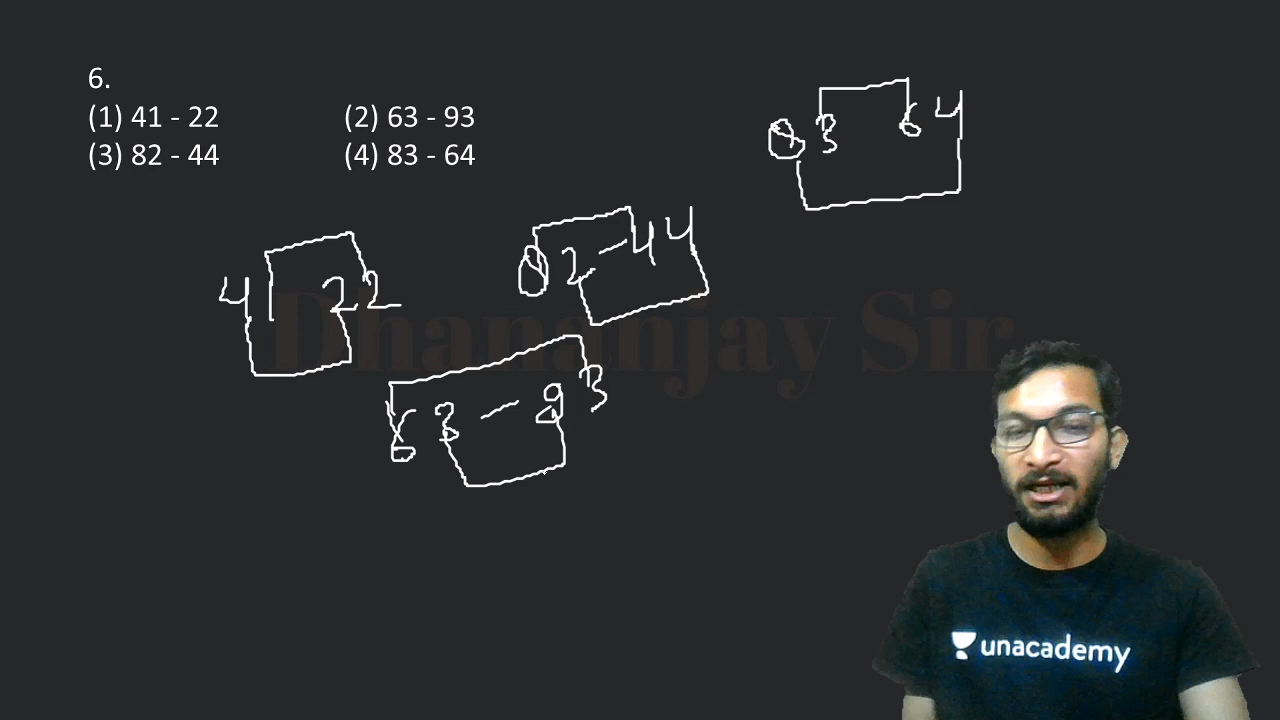 6.
(1) 41 - 22 (2) 63 - 93
(3) 82 - 44 (4) 83 - 64
83 64
82 - 44
41 22
63 - 93
Dhananjay Sir
unacademy